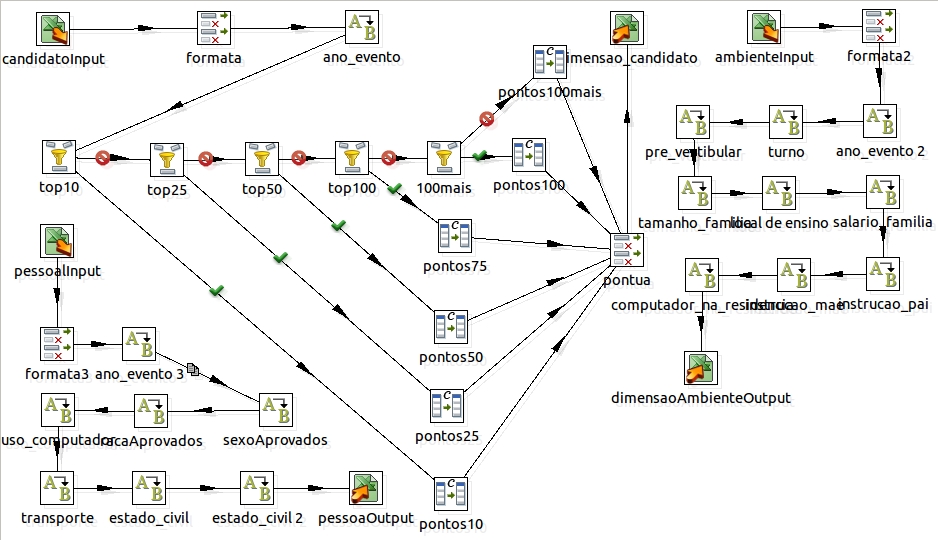 candidatoInput
formata
ano_evento
pontos100mais
dimensao_candidato
ambienteInput
formata2
pre_vestibular
turno
ano_evento 2
top10
top25
top50
top100
100mais
pontos100
tamanho_familia
local de ensino
salario_familia
pessoalInput
pontos75
pontua
computador_na_residencia
instrucao_mae
instrucao_pai
formata3
ano_evento 3
pontos50
dimensaoAmbienteOutput
uso_computador
racaAprovados
sexoAprovados
pontos25
transporte
estado_civil
estado_civil 2
pessoaOutput
pontos10